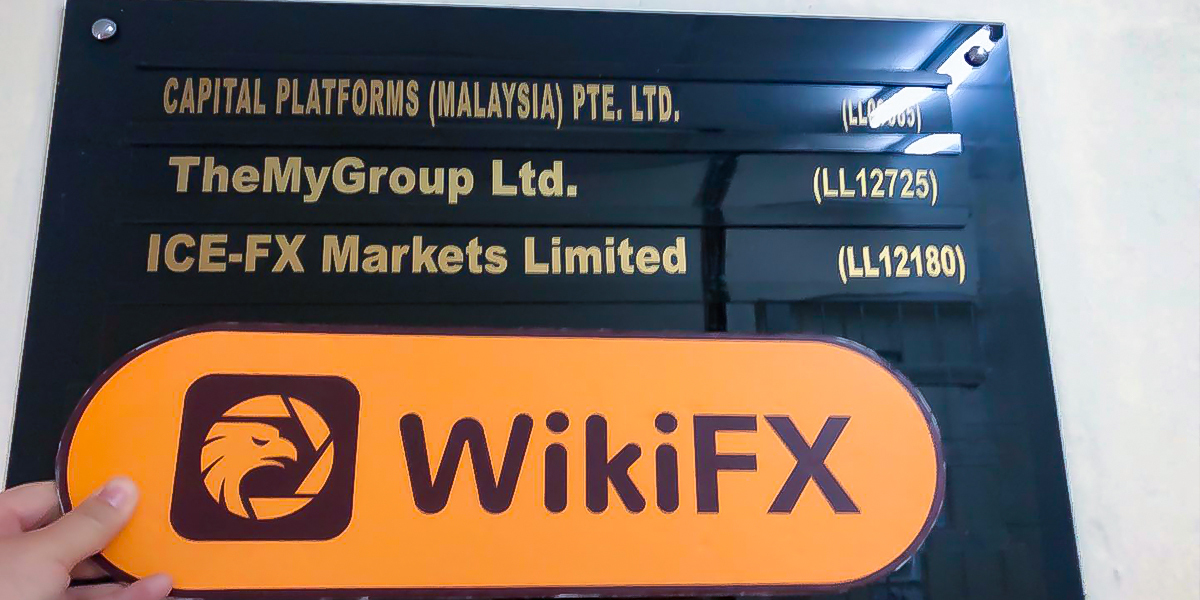 CAPITAL PLATFORMS (MALAYSIA) PTE. LTD.
TheMyGroup Ltd. (LL12725)
ICE-FX Markets Limited (LL12180)
WikiFX